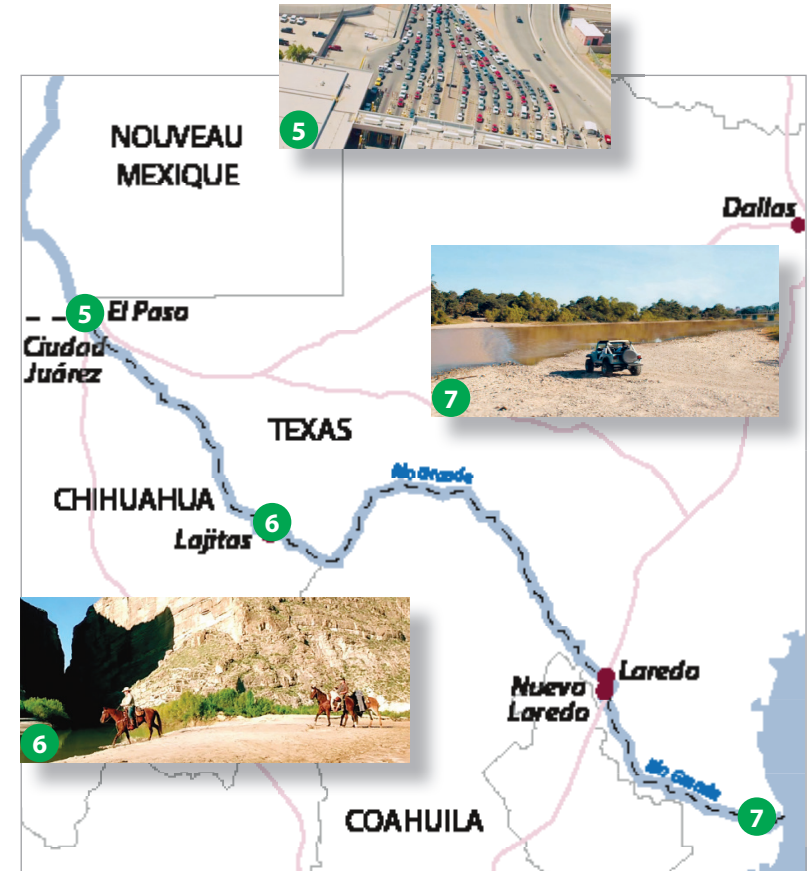 5
NOUVEAU
MEXIQUE
Dallas
5
El Paso
Ciudad
Juárez
7
TEXAS
Río Grande
CHIHUAHUA
6
Lajitas
6
Laredo
Nuevo
Laredo
Río Grande
7
COAHUILA